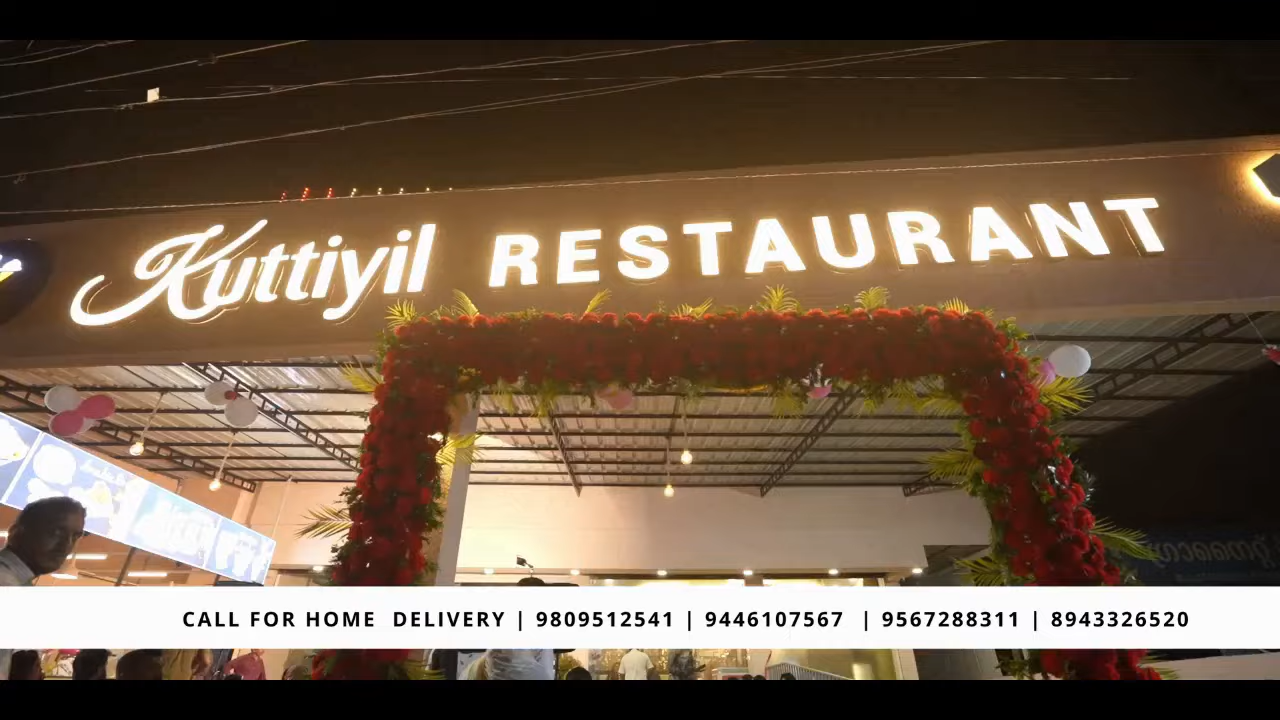 Kuttiyil RESTAURANT
CALL FOR HOME DELIVERY | 9809512541 | 9446107567 | 9567288311 | 8943326520